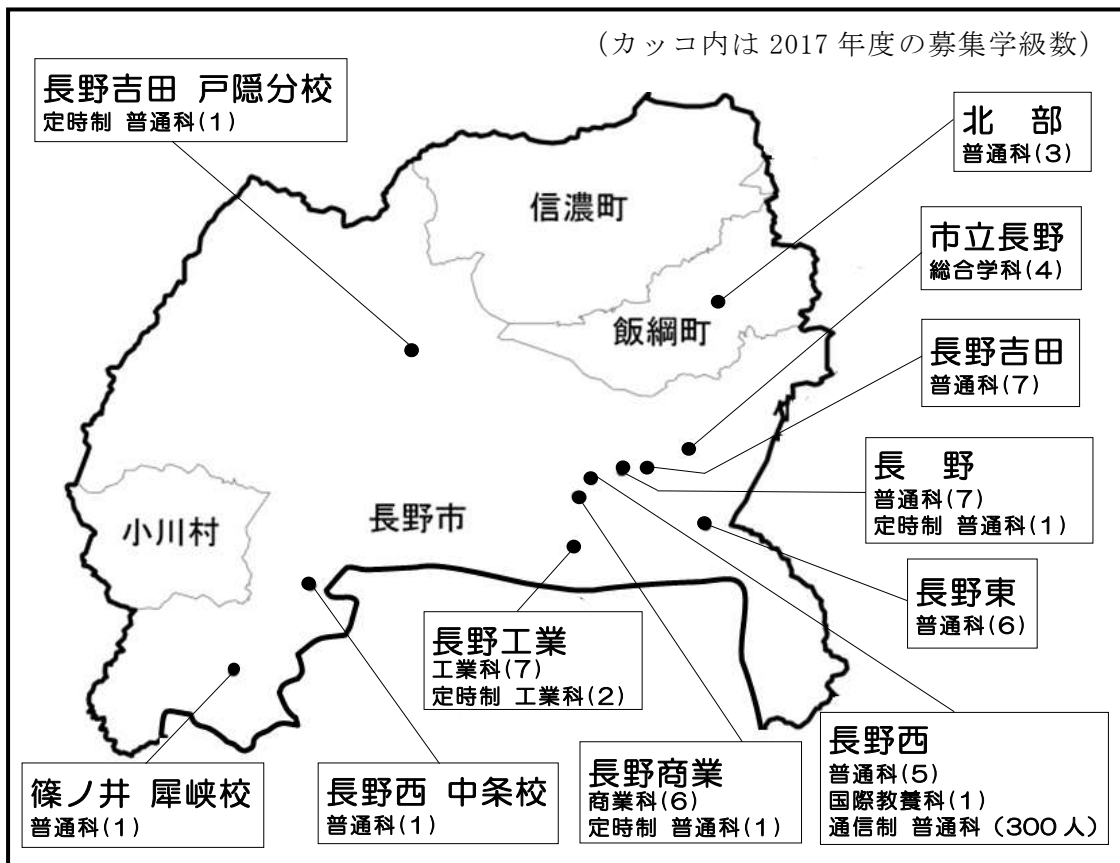 （カッコ内は 2017 年度の募集学級数）
長野吉田 戸隠分校
定時制 普通科(1)
北 部
普通科(3)
信濃町
市立長野
総合学科(4)
飯綱町
長野吉田
普通科(7)
長 野
普通科(7)
定時制 普通科(1)
小川村
長野市
長野東
普通科(6)
長野工業
工業科(7)
定時制 工業科(2)
篠ノ井 犀峡校
普通科(1)
長野西 中条校
普通科(1)
長野商業
商業科(6)
定時制 普通科(1)
長野西
普通科(5)
国際教養科(1)
通信制 普通科（300 人）